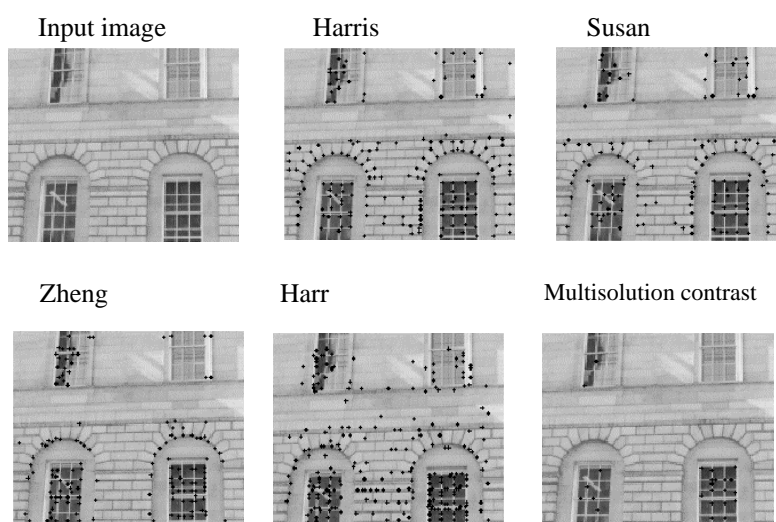 Input image
Harris
Susan
Zheng
Harr
Multisolution contrast